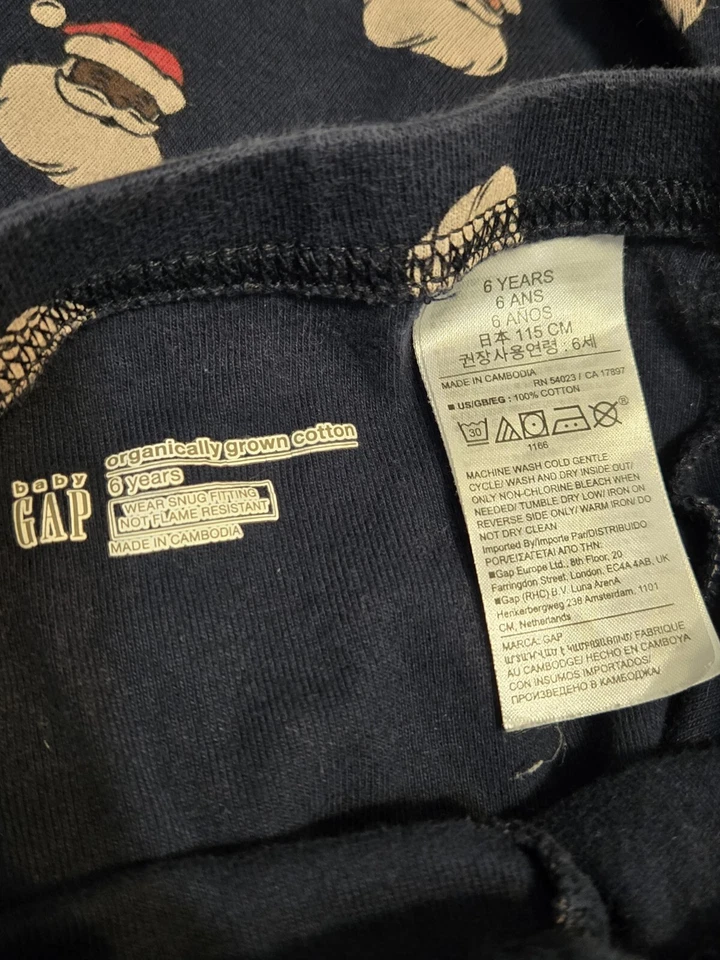 6 YEARS
6 ANS
6 AÑOS
日本 115 CM
권장사용연령 : 6세
MADE IN CAMBODIA
RN 54023 / CA 17897
■ US/GB/EG : 100% COTTON
30
®
1166
MACHINE WASH COLD GENTLE
CYCLE/ WASH AND DRY INSIDE OUT/
ONLY NON-CHLORINE BLEACH WHEN
NEEDED/ TUMBLE DRY LOW/ IRON ON
REVERSE SIDE ONLY/ WARM IRON/ DO
NOT DRY CLEAN
Imported By/Importe Par/DISTRIBUIDO
POR/ΕΙΣΑΓΕΤΑΙ ΑΠΟ ΤΗΝ:
■Gap Europe Ltd., 8th Floor, 20
Farringdon Street, London, EC4A 4AB, UK
■Gap (RHC) B.V. Luna ArenA
Herikerbergweg 238 Amsterdam, 1101
CM, Netherlands
MARCA: GAP
ԱՐՏԱԴՎԱԾ Է ԿԱՄԲՈՋԱՅՈՒՄ/ FABRIQUE
AU CAMBODGE/ HECHO EN CAMBOYA
CON INSUMOS IMPORTADOS/
ПРОИЗВЕДЕНО В КАМБОДЖА/
baby
GAP
organically grown cotton
6 years
WEAR SNUG FITTING
NOT FLAME RESISTANT
MADE IN CAMBODIA